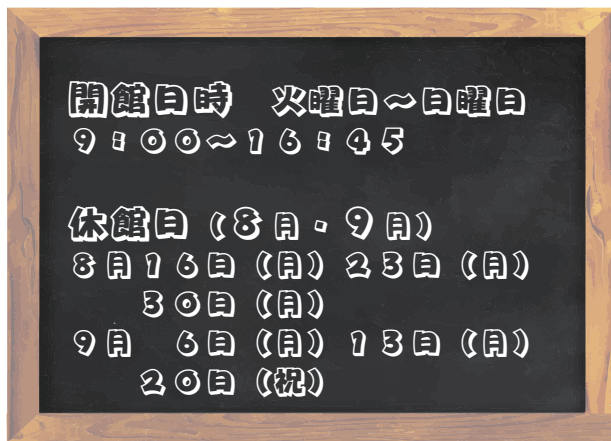 開館日時　火曜日～日曜日
９：００～１６：４５
休館日（８月・９月）
８月１６日（月）２３日（月）
３０日（月）
９月　６日（月）１３日（月）
２０日（祝）